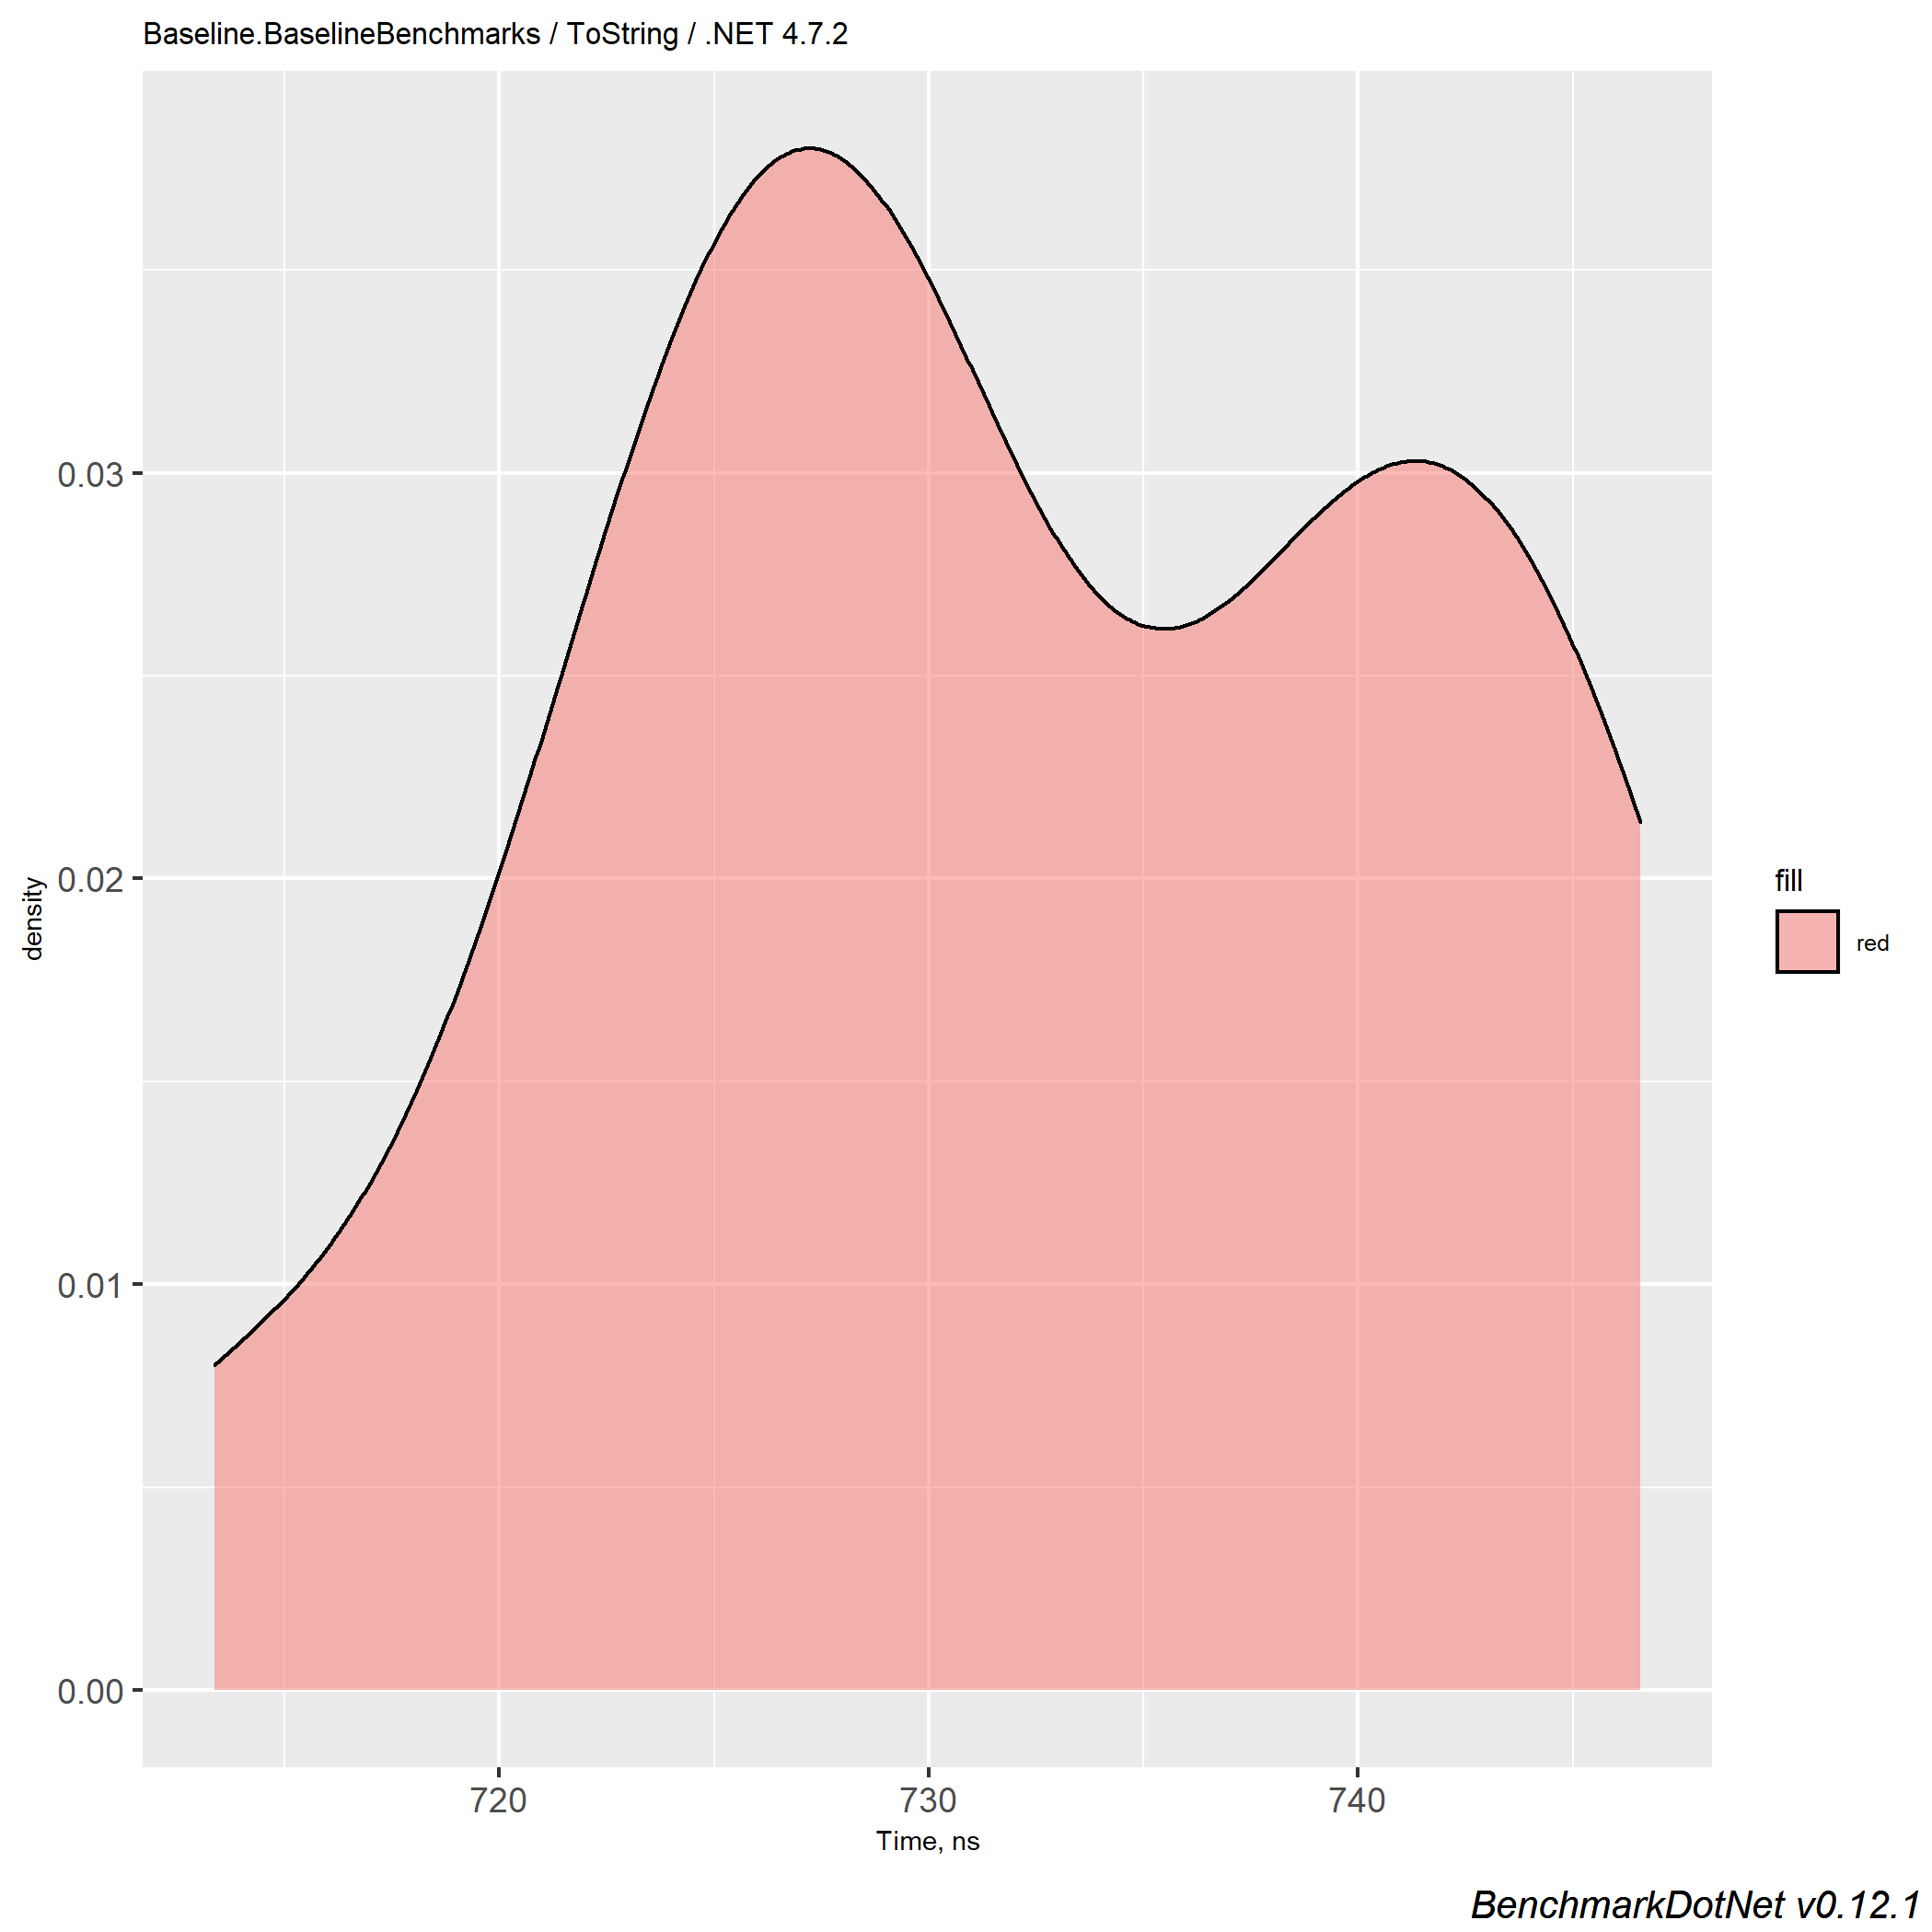 Baseline.BaselineBenchmarks / ToString / .NET 4.7.2
density
0.03
0.02
0.01
0.00
720 730 740
Time, ns
fill
red
BenchmarkDotNet v0.12.1